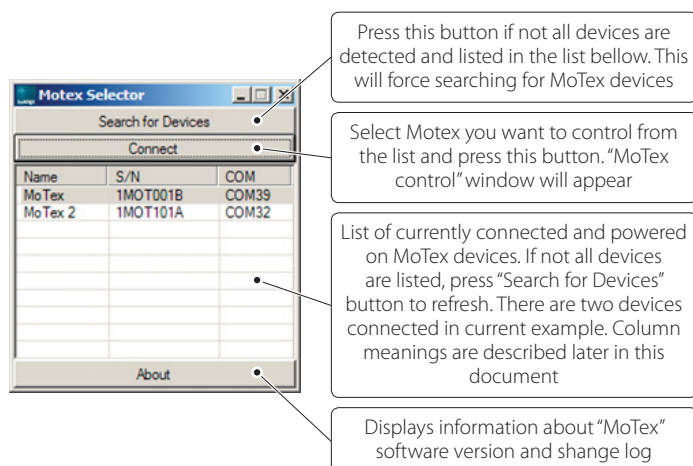 Press this button if not all devices are
detected and listed in the list bellow. This
will force searching for MoTex devices
Motex Selector
Search for Devices
Connect
Name S/N COM
MoTex 1MOT001B COM39
MoTex 2 1MOT101A COM32
About
Select Motex you want to control from
the list and press this button. “MoTex
control” window will appear
List of currently connected and powered
on MoTex devices. If not all devices
are listed, press “Search for Devices”
button to refresh. There are two devices
connected in current example. Column
meanings are described later in this
document
Displays information about “MoTex”
software version and shange log